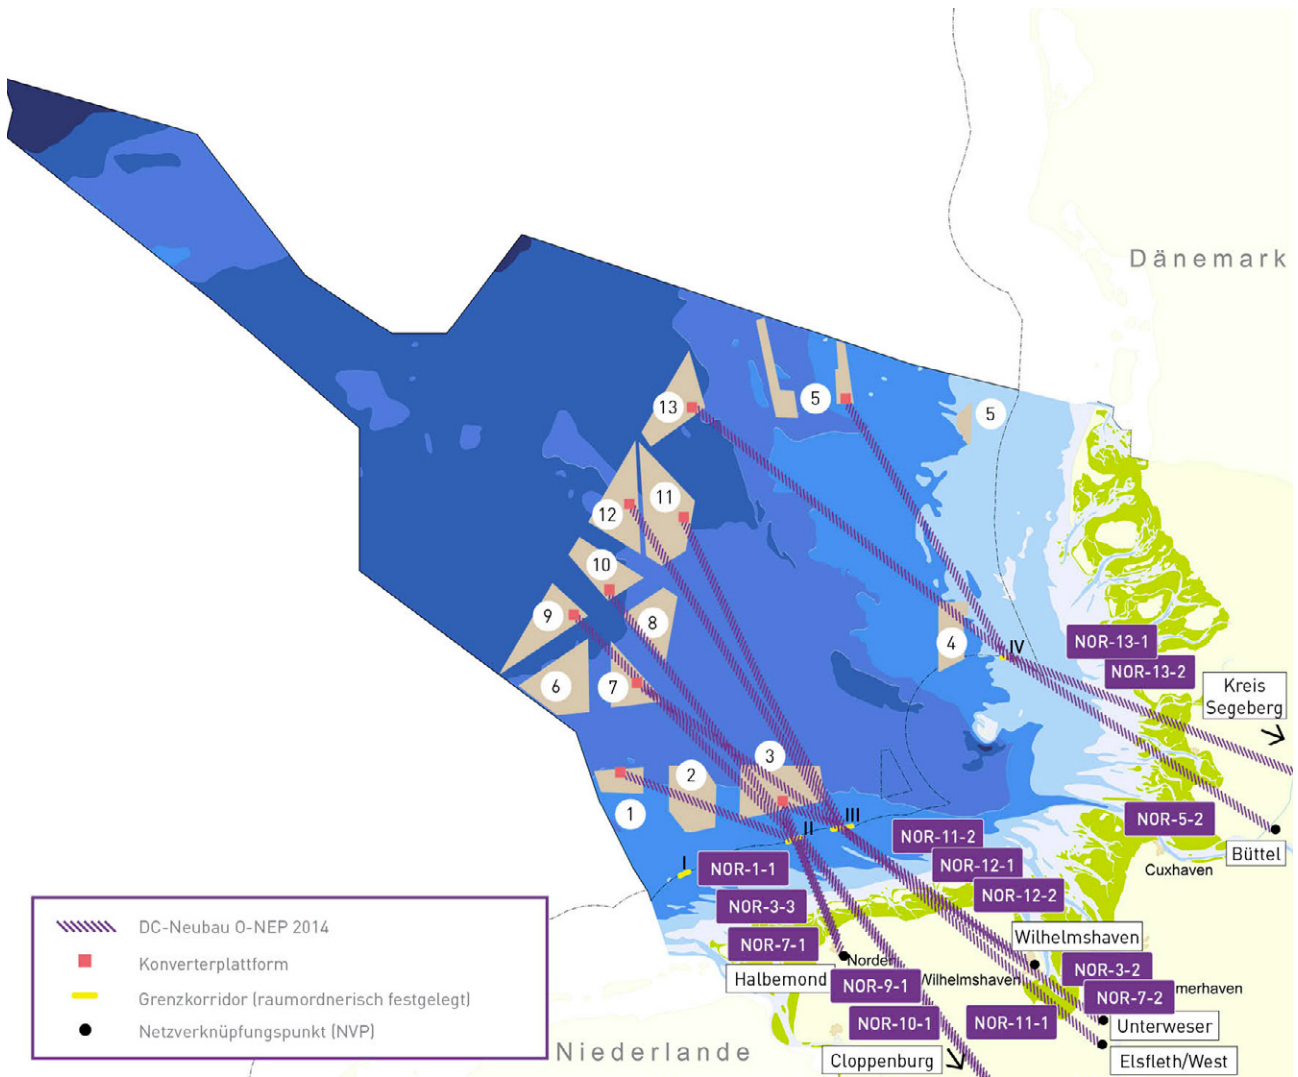 Dänemark
5
13
5
11
12
10
9
8
4
IV
NOR-13-1
NOR-13-2
Kreis
Segeberg
6
7
3
2
1
III
II
I
NOR-5-2
Büttel
Cuxhaven
NOR-11-2
NOR-12-1
NOR-12-2
NOR-1-1
NOR-3-3
NOR-7-1
Halbemond
Norden
Wilhelmshaven
Wilhelmshaven
NOR-9-1
NOR-10-1
NOR-11-1
NOR-3-2
NOR-7-2
merhaven
Unterweser
Elsfleth/West
Cloppenburg
Niederlande
DC-Neubau O-NEP 2014
Konverterplattform
Grenzkorridor (raumordnerisch festgelegt)
Netzverknüpfungspunkt (NVP)